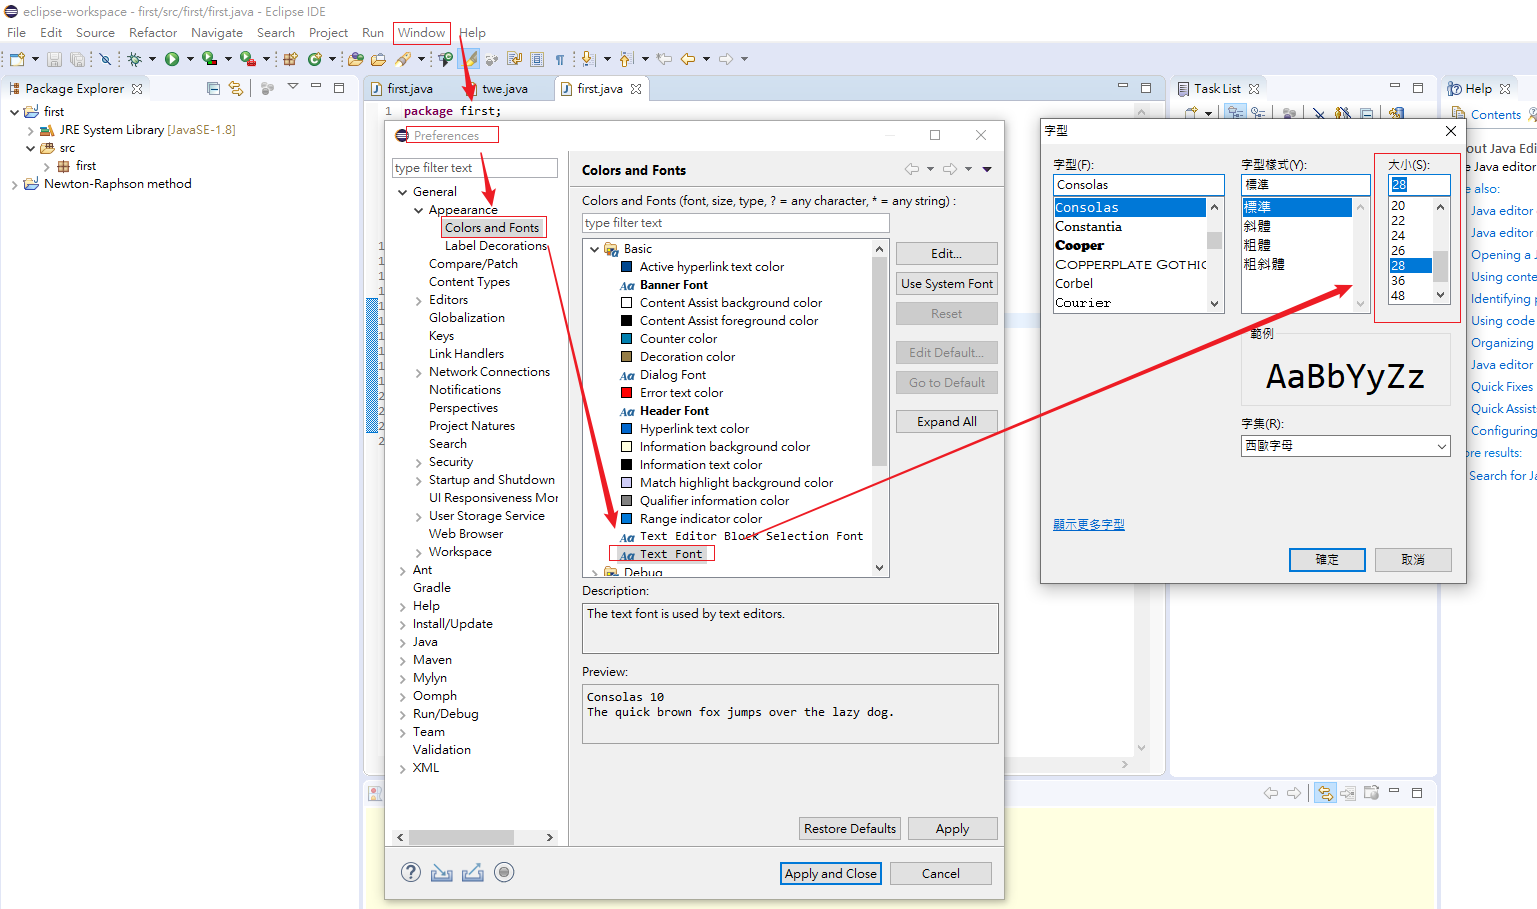 eclipse-workspace - first/src/first/first.java - Eclipse IDE
File Edit Source Refactor Navigate Search Project Run Window Help
Package Explorer
first
JRE System Library [JavaSE-1.8]
src
first
Newton-Raphson method
first.java
twe.java
first.java
1 package first;
Task List
Help
Contents
Preferences
type filter text
General
Appearance
Colors and Fonts
Label Decorations
Compare/Patch
Content Types
Editors
Globalization
Keys
Link Handlers
Network Connections
Notifications
Perspectives
Project Natures
Search
Security
Startup and Shutdown
UI Responsiveness Mor
User Storage Service
Web Browser
Workspace
Ant
Gradle
Help
Install/Update
Java
Maven
Mylyn
Oomph
Run/Debug
Team
Validation
XML
Colors and Fonts
Colors and Fonts (font, size, type, ? = any character, * = any string) :
type filter text
Basic
Active hyperlink text color
Banner Font
Content Assist background color
Content Assist foreground color
Counter color
Decoration color
Dialog Font
Error text color
Header Font
Hyperlink text color
Information background color
Information text color
Match highlight background color
Qualifier information color
Range indicator color
Text Editor Block Selection Font
Text Font
Debug
Edit...
Use System Font
Reset
Edit Default...
Go to Default
Expand All
Description:
The text font is used by text editors.
Preview:
Consolas 10
The quick brown fox jumps over the lazy dog.
Restore Defaults
Apply
Apply and Close
Cancel
字型
字型(F):
Consolas
Consolas
Constantia
Cooper
Copperplate Gothic
Corbel
Courier
字型樣式(Y):
標準
標準
斜體
粗體
粗斜體
大小(S):
28
20
22
24
26
28
36
48
範例
AaBbYyZz
字集(R):
西歐字母
顯示更多字型
確定
取消
out Java Edi
e Java editor
e also:
Java editor
Java editor
Opening a J
Using conte
Identifying p
Using code
Organizing
Java editor
Quick Fixes
Quick Assist
Configuring
ore results:
Search for Ja